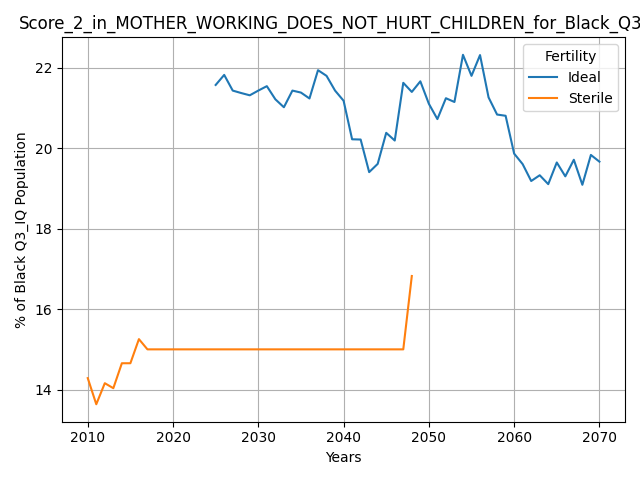 Score_2_in_MOTHER_WORKING_DOES_NOT_HURT_CHILDREN_for_Black_Q3
Fertility
Ideal
Sterile
% of Black Q3_IQ Population
22
20
18
16
14
2010 2020 2030 2040 2050 2060 2070
Years